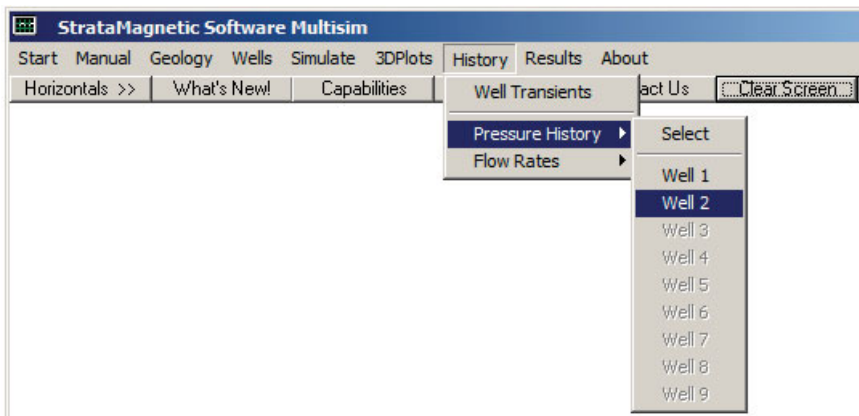 StrataMagnetic Software Multisim
Start Manual Geology Wells Simulate 3DPlots History Results About
Horizontals >> What's New! Capabilities act Us Clear Screen
Well Transients
Pressure History
Flow Rates
Select
Well 1
Well 2
Well 3
Well 4
Well 5
Well 6
Well 7
Well 8
Well 9